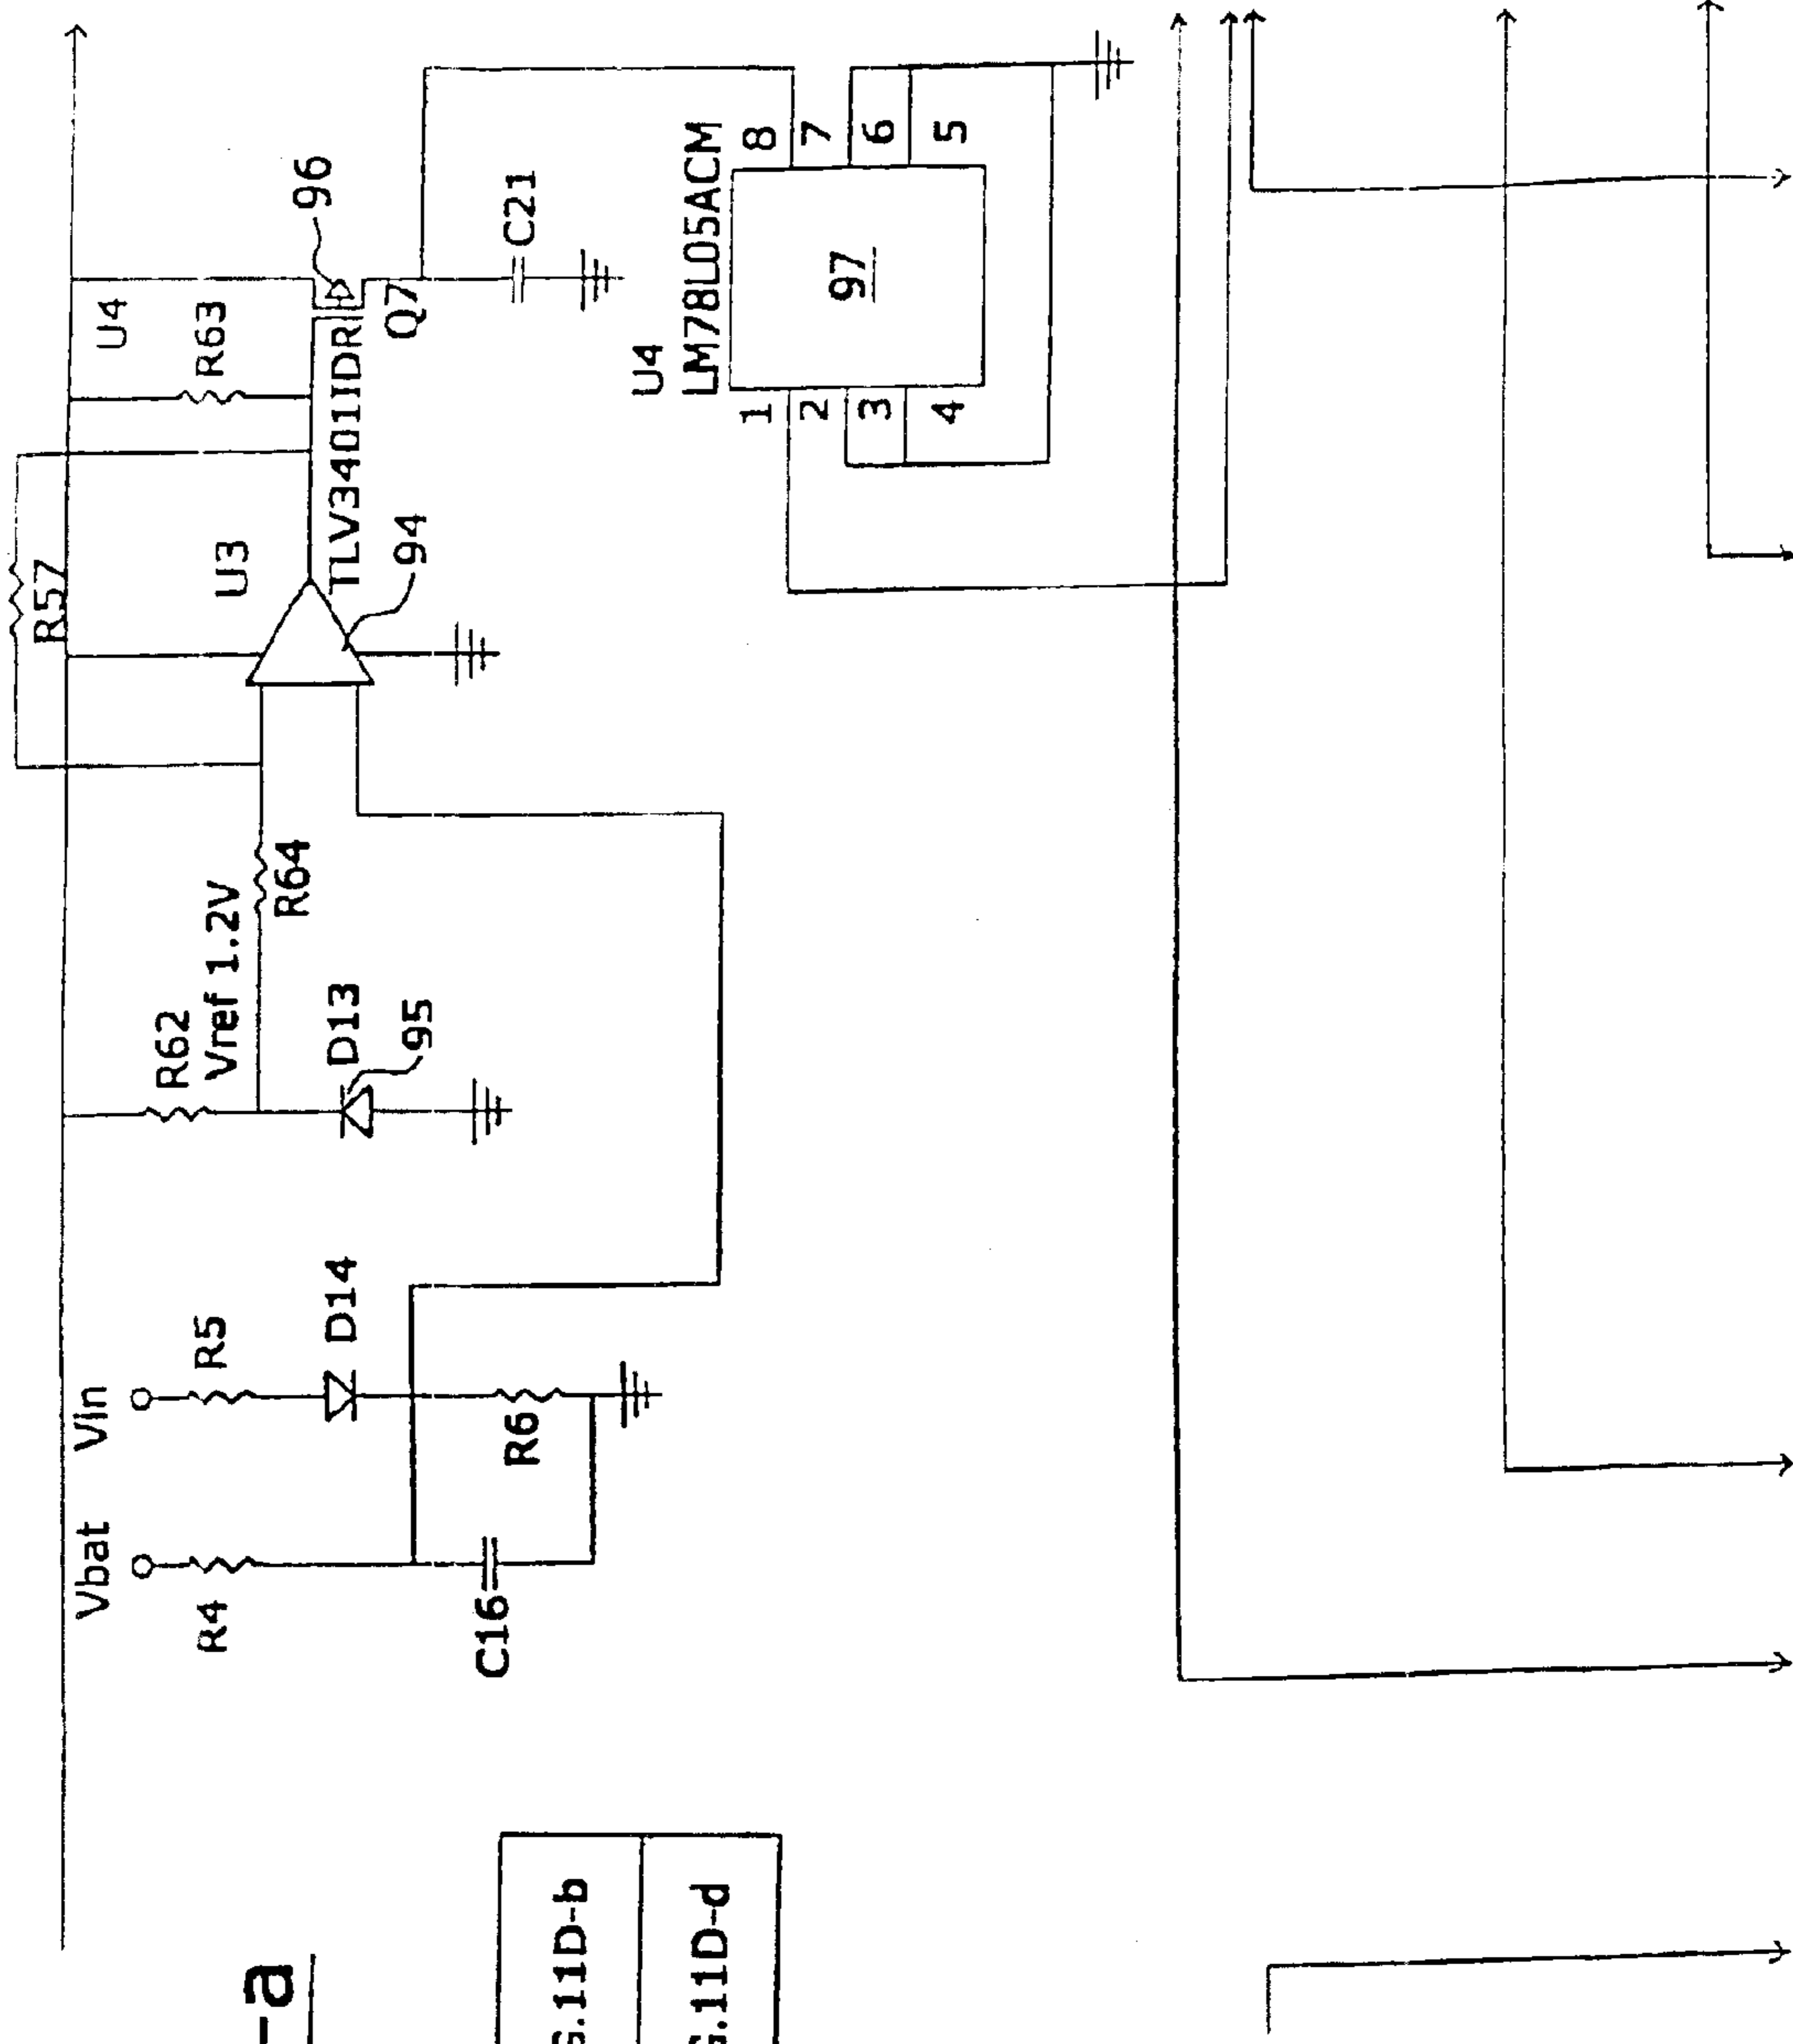 -a
S.11D-b
S.11D-d
Vbat
Vin
R4
R5
D14
C16
R6
R62
Vref 1.2V
D13
95
R64
R57
U3
TLV3401IDR
94
U4
R63
96
Q7
C21
U4
LM78L05ACM
97
1
2
3
4
8
7
6
5